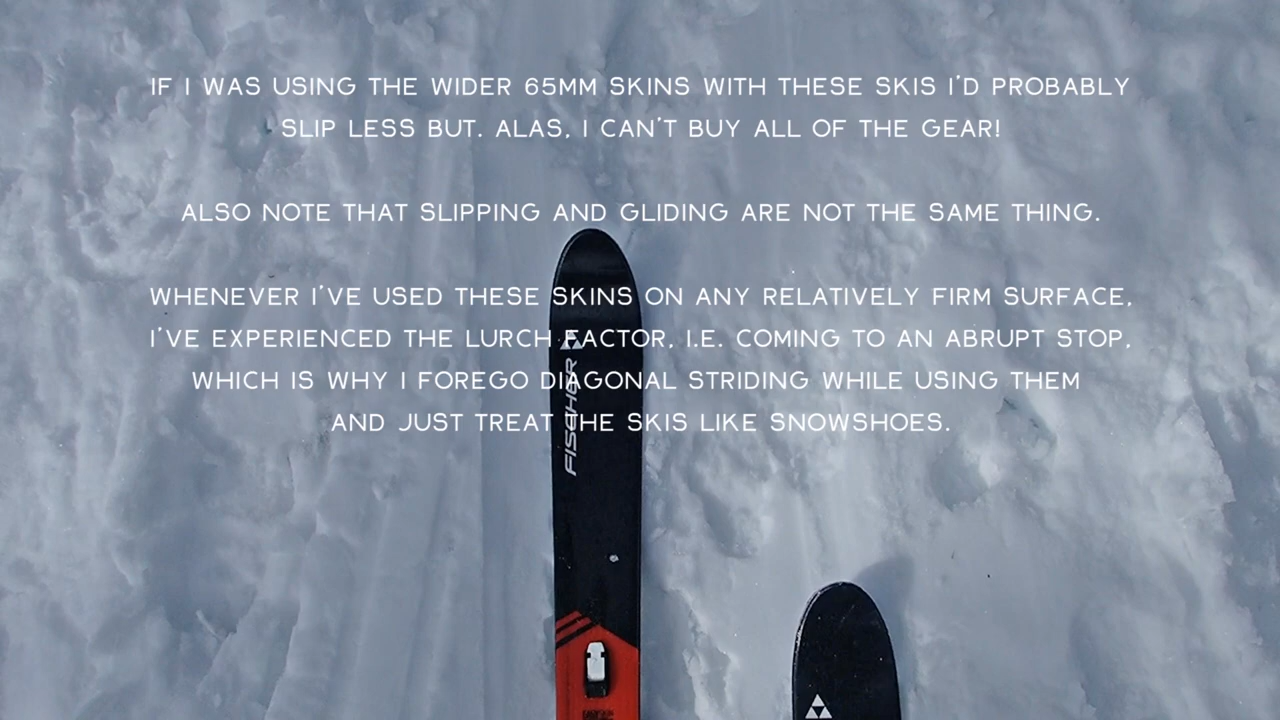 IF I WAS USING THE WIDER 65MM SKINS WITH THESE SKIS I'D PROBABLY
SLIP LESS BUT. ALAS, I CAN'T BUY ALL OF THE GEAR!
ALSO NOTE THAT SLIPPING AND GLIDING ARE NOT THE SAME THING.
WHENEVER I'VE USED THESE SKINS ON ANY RELATIVELY FIRM SURFACE,
I'VE EXPERIENCED THE LURCH FACTOR, I.E. COMING TO AN ABRUPT STOP,
WHICH IS WHY I FOREGO DIAGONAL STRIDING WHILE USING THEM
AND JUST TREAT THE SKIS LIKE SNOWSHOES.
FISCHER